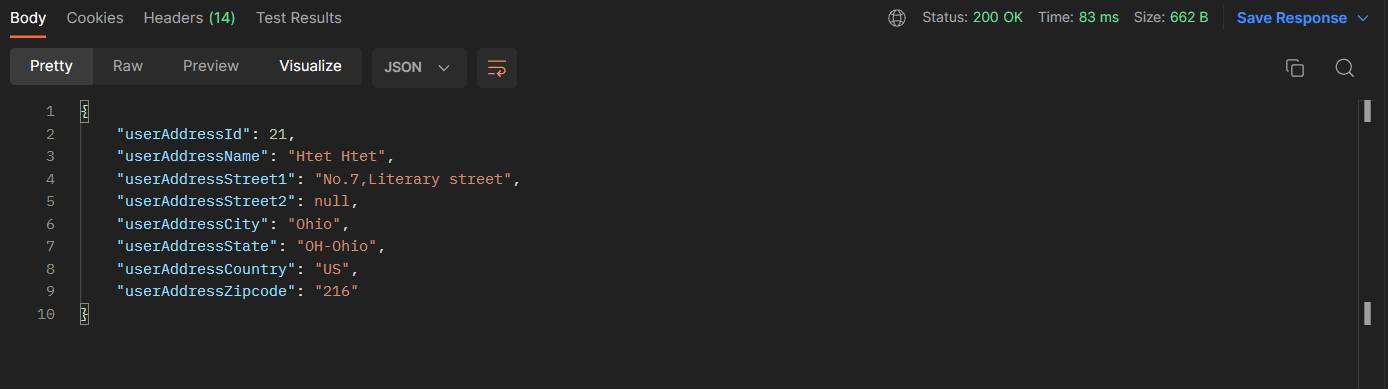 Body Cookies Headers (14) Test Results Status: 200 OK Time: 83 ms Size: 662 B Save Response
Pretty Raw Preview Visualize JSON
1 {
2 "userAddressId": 21,
3 "userAddressName": "Htet Htet",
4 "userAddressStreet1": "No.7,Literary street",
5 "userAddressStreet2": null,
6 "userAddressCity": "Ohio",
7 "userAddressState": "OH-Ohio",
8 "userAddressCountry": "US",
9 "userAddressZipcode": "216"
10 }